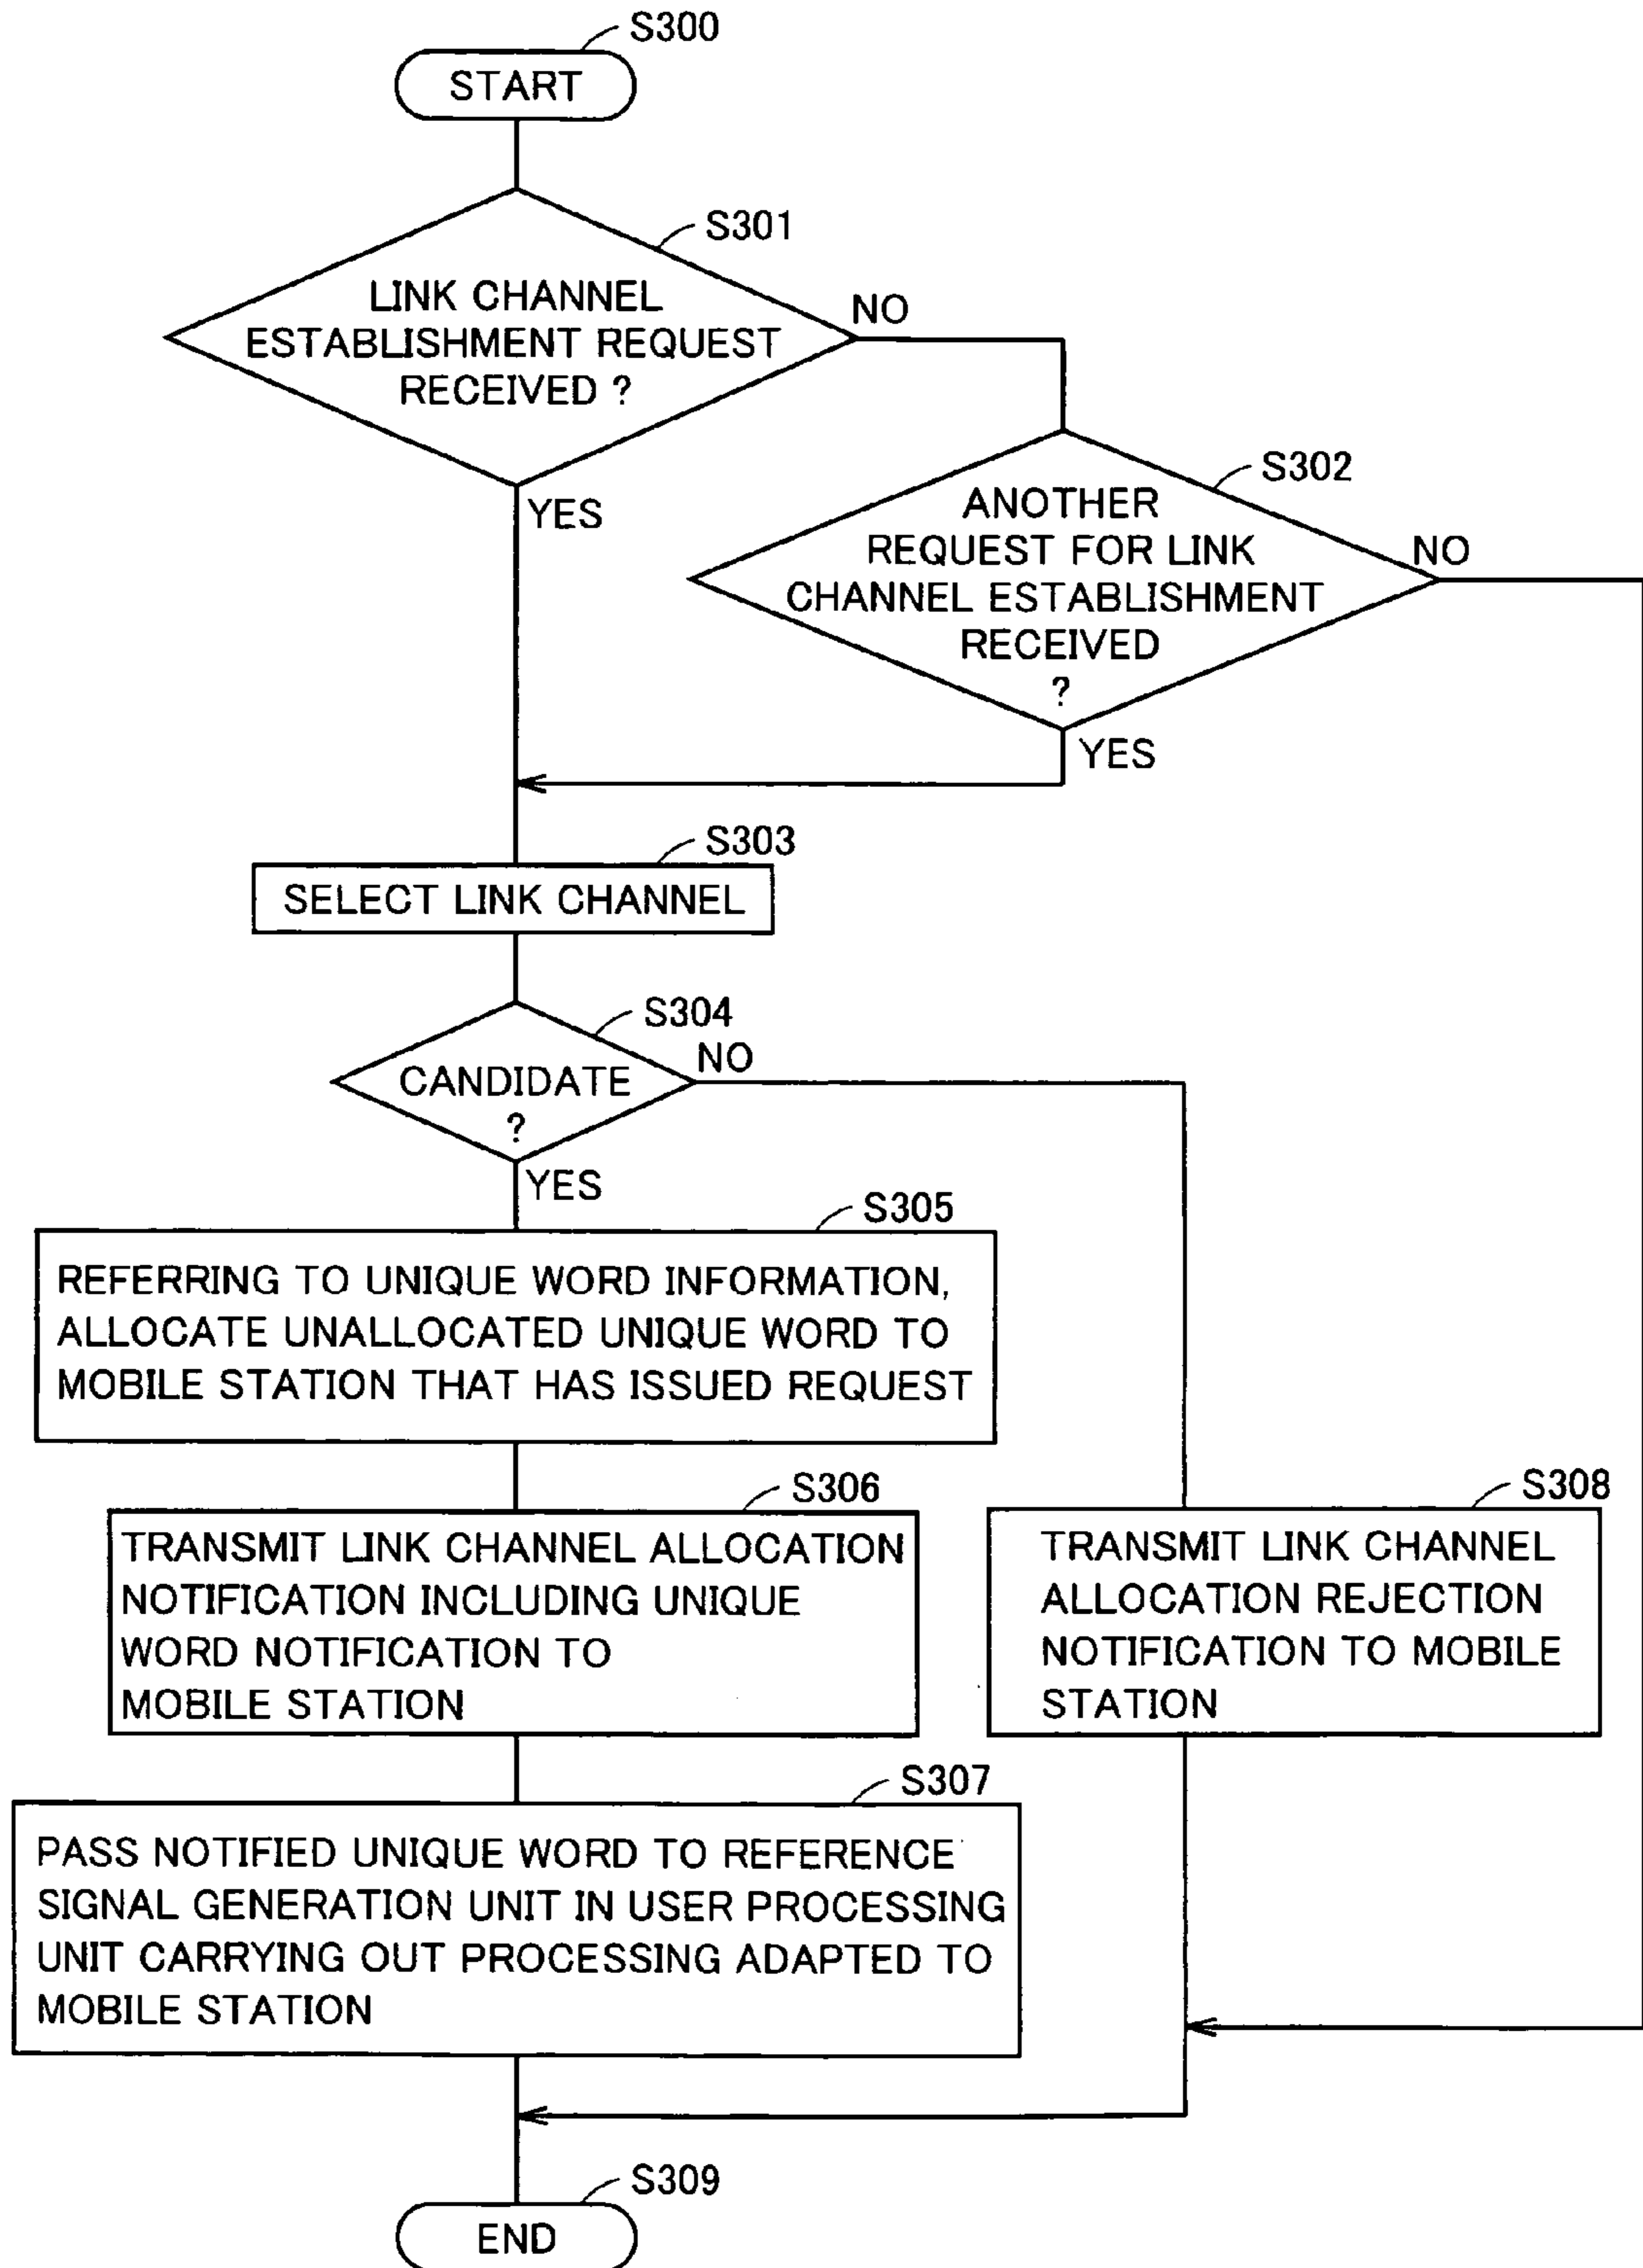 S300
START
S301
LINK CHANNEL
ESTABLISHMENT REQUEST
RECEIVED ?
NO
YES
S302
ANOTHER
REQUEST FOR LINK
CHANNEL ESTABLISHMENT
RECEIVED
?
NO
YES
S303
SELECT LINK CHANNEL
S304
CANDIDATE
?
NO
YES
S305
REFERRING TO UNIQUE WORD INFORMATION,
ALLOCATE UNALLOCATED UNIQUE WORD TO
MOBILE STATION THAT HAS ISSUED REQUEST
S306
TRANSMIT LINK CHANNEL ALLOCATION
NOTIFICATION INCLUDING UNIQUE
WORD NOTIFICATION TO
MOBILE STATION
S308
TRANSMIT LINK CHANNEL
ALLOCATION REJECTION
NOTIFICATION TO MOBILE
STATION
S307
PASS NOTIFIED UNIQUE WORD TO REFERENCE
SIGNAL GENERATION UNIT IN USER PROCESSING
UNIT CARRYING OUT PROCESSING ADAPTED TO
MOBILE STATION
S309
END